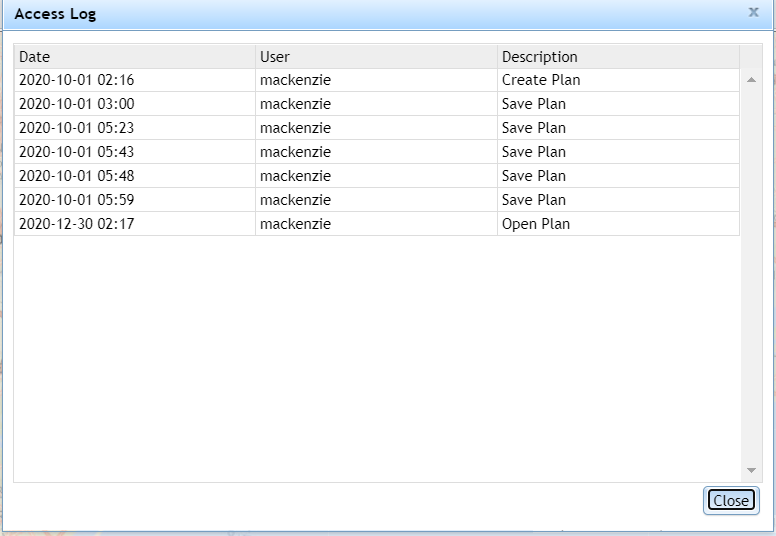 Access Log
Date User Description
2020-10-01 02:16 mackenzie Create Plan
2020-10-01 03:00 mackenzie Save Plan
2020-10-01 05:23 mackenzie Save Plan
2020-10-01 05:43 mackenzie Save Plan
2020-10-01 05:48 mackenzie Save Plan
2020-10-01 05:59 mackenzie Save Plan
2020-12-30 02:17 mackenzie Open Plan
Close